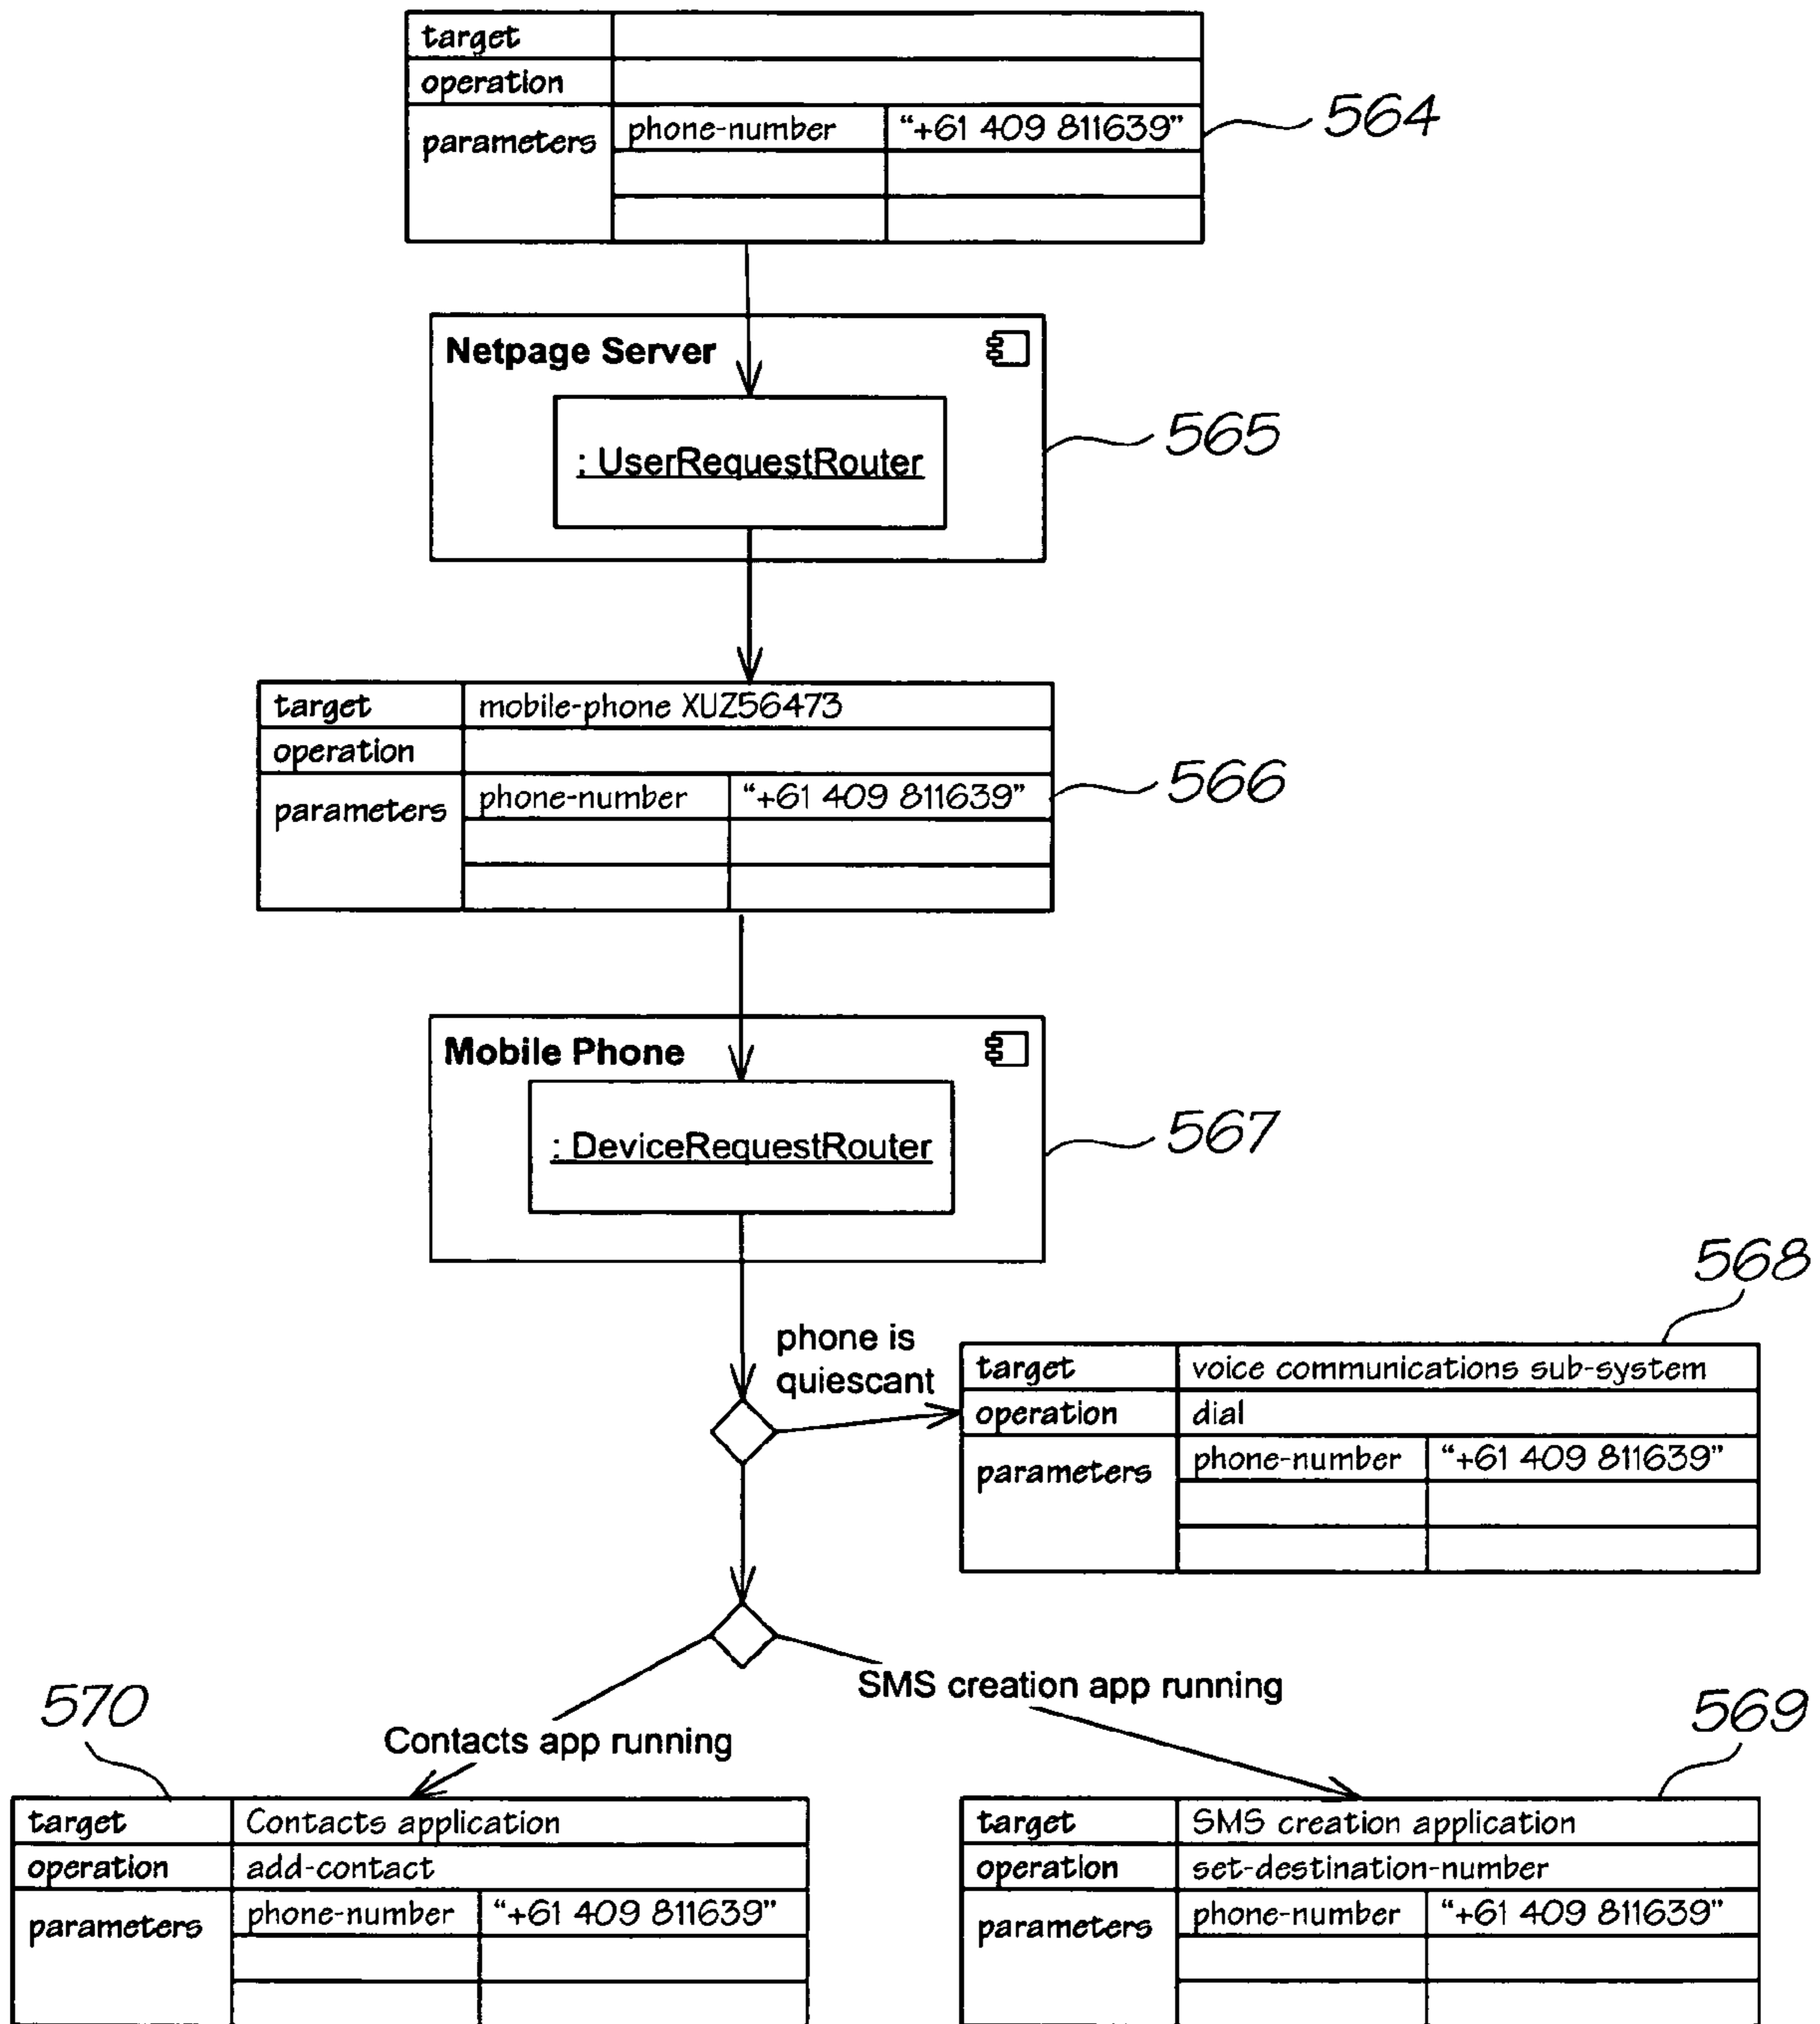 target
operation
parameters phone-number “+61 409 811639”
564
Netpage Server
: UserRequestRouter
565
target mobile-phone XUZ56473
operation
parameters phone-number “+61 409 811639”
566
Mobile Phone
: DeviceRequestRouter
567
568
phone is
quiescant
target voice communications sub-system
operation dial
parameters phone-number “+61 409 811639”
SMS creation app running
Contacts app running
570
target Contacts application
operation add-contact
parameters phone-number “+61 409 811639”
569
target SMS creation application
operation set-destination-number
parameters phone-number “+61 409 811639”